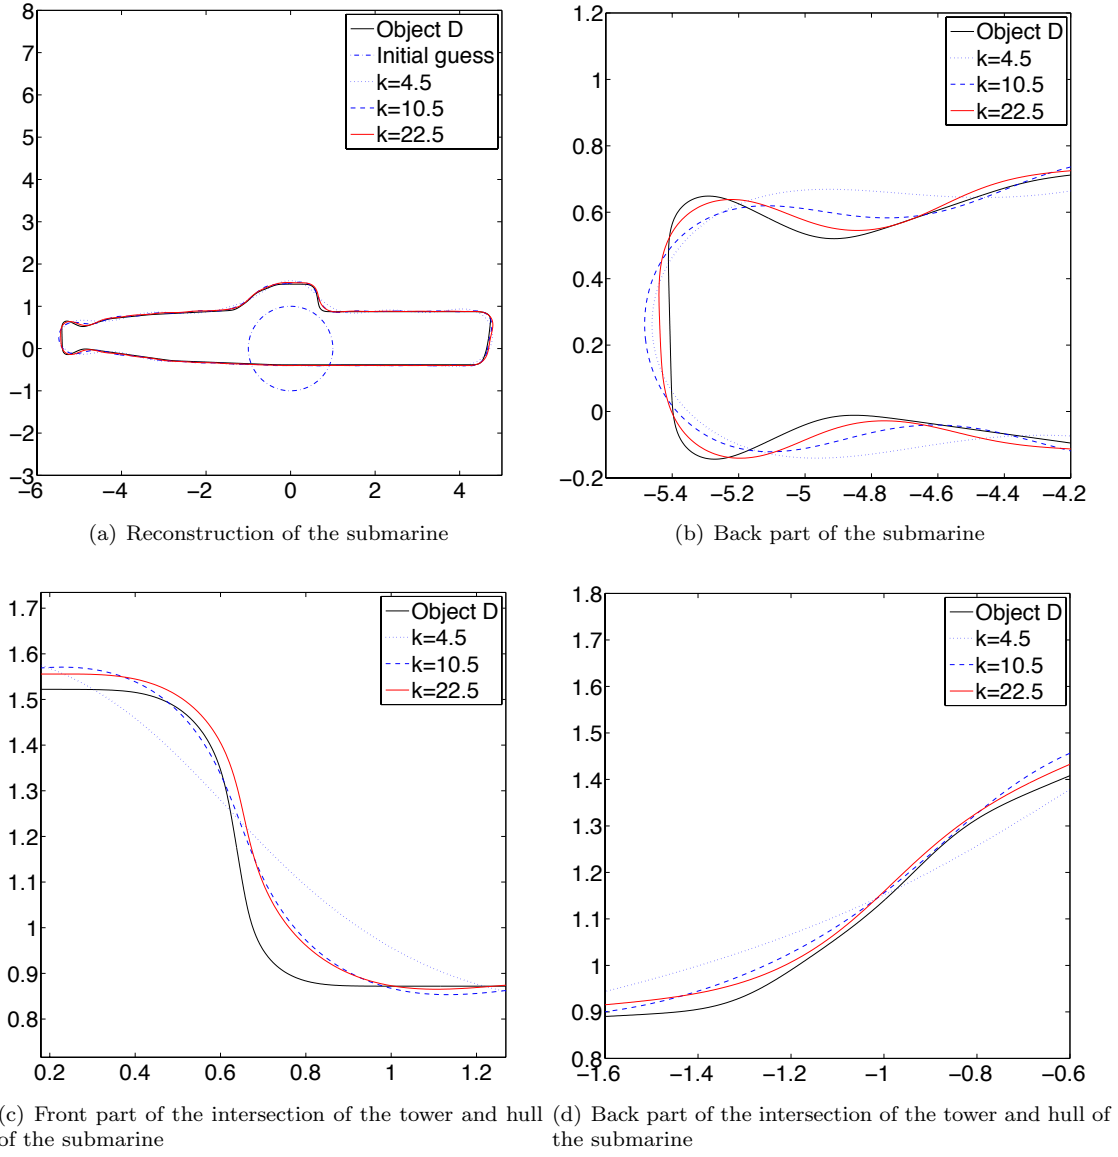 8
7
6
5
4
3
2
1
0
−1
−2
−3
−6
−4
−2
0
2
4
Object D
Initial guess
k=4.5
k=10.5
k=22.5
(a) Reconstruction of the submarine
1.2
1
0.8
0.6
0.4
0.2
0
−0.2
−5.4
−5.2
−5
−4.8
−4.6
−4.4
−4.2
Object D
k=4.5
k=10.5
k=22.5
(b) Back part of the submarine
1.7
1.6
1.5
1.4
1.3
1.2
1.1
1
0.9
0.8
0.2
0.4
0.6
0.8
1
1.2
Object D
k=4.5
k=10.5
k=22.5
(c) Front part of the intersection of the tower and hull
of the submarine
1.8
1.7
1.6
1.5
1.4
1.3
1.2
1.1
1
0.9
0.8
−1.6
−1.4
−1.2
−1
−0.8
−0.6
Object D
k=4.5
k=10.5
k=22.5
(d) Back part of the intersection of the tower and hull of
the submarine